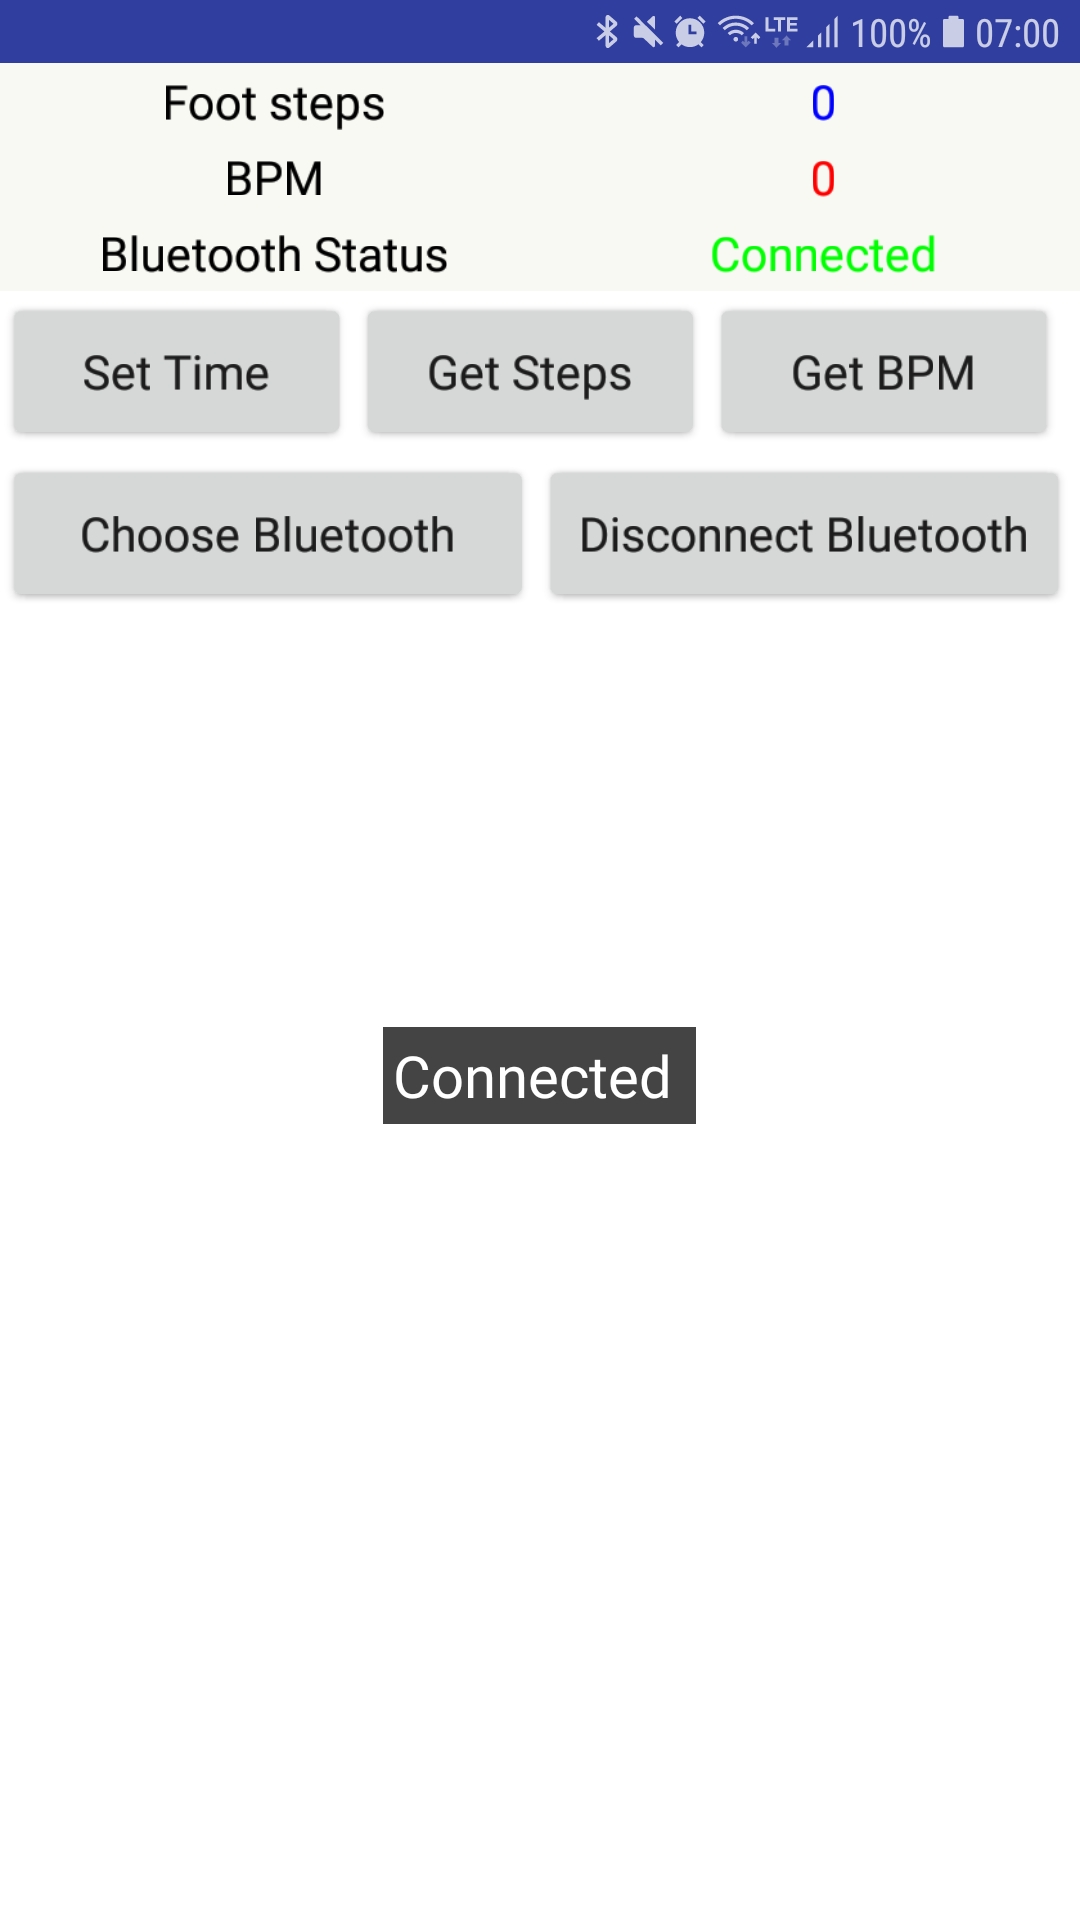 LTE 100% 07:00
Foot steps 0
BPM 0
Bluetooth Status Connected
Set Time Get Steps Get BPM
Choose Bluetooth Disconnect Bluetooth
Connected